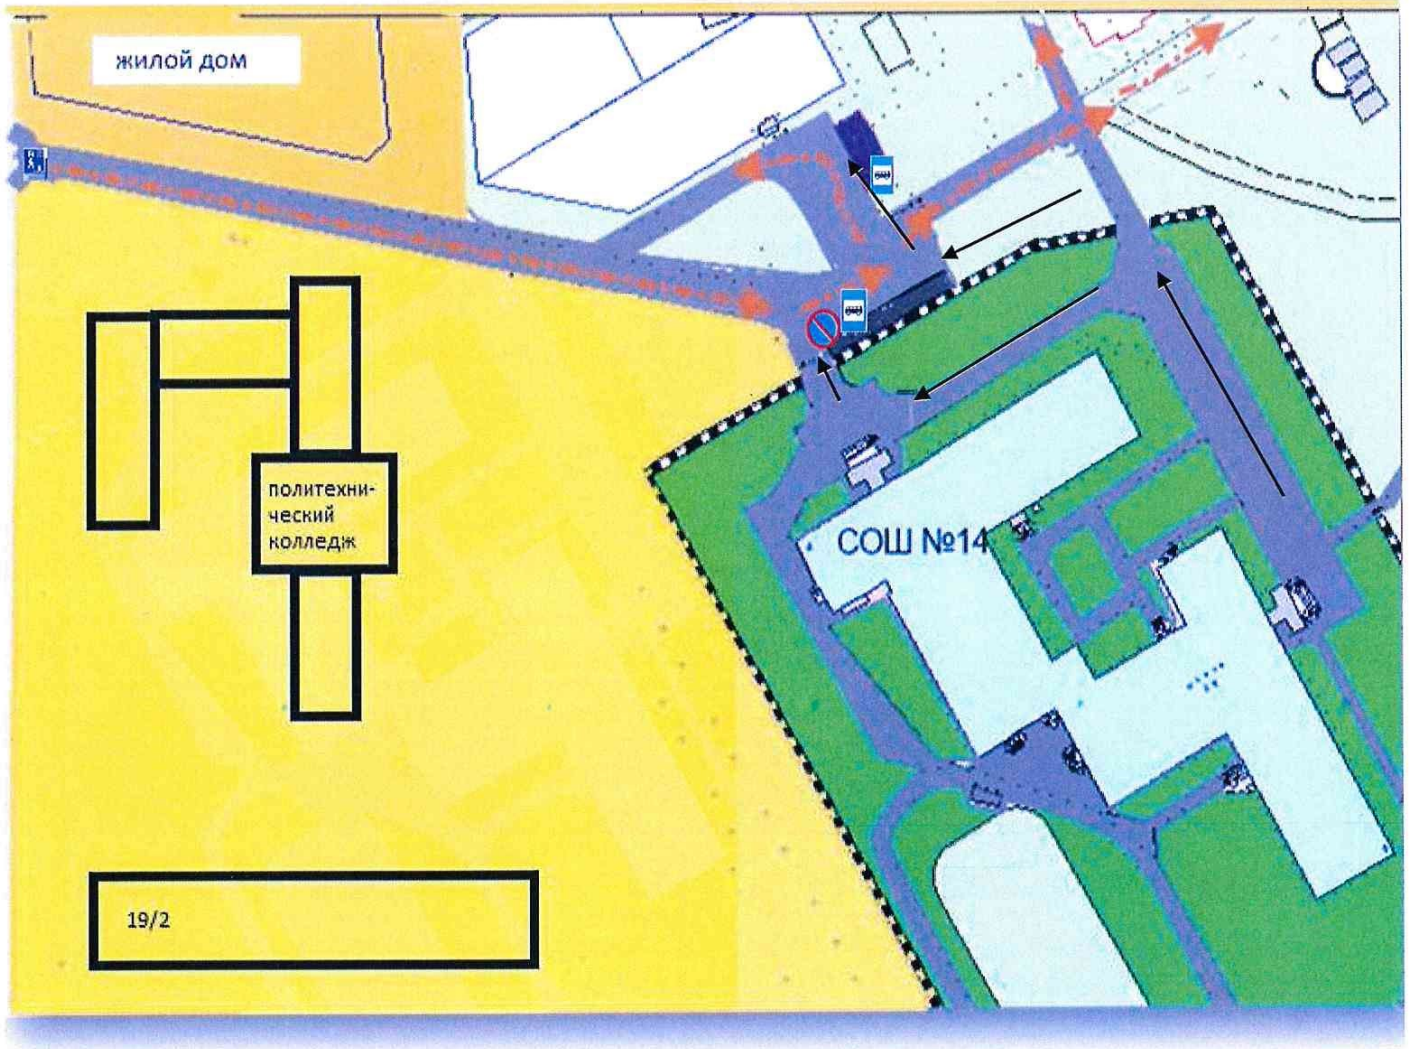 ЖИЛОЙ ДОМ
политехни-
ческий
колледж
СОШ №14
19/2